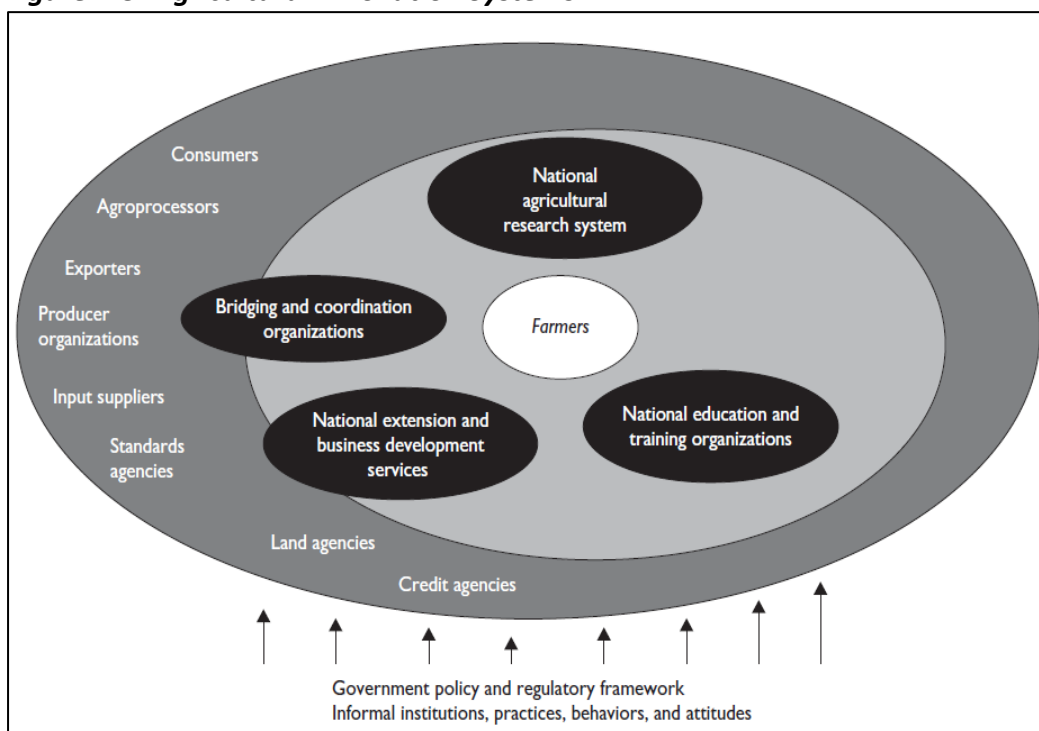 Consumers
Agroprocessors
Exporters
Producer
organizations
Input suppliers
Standards
agencies
Land agencies
Credit agencies
National
agricultural
research system
Bridging and coordination
organizations
Farmers
National extension and
business development
services
National education and
training organizations
Government policy and regulatory framework
Informal institutions, practices, behaviors, and attitudes